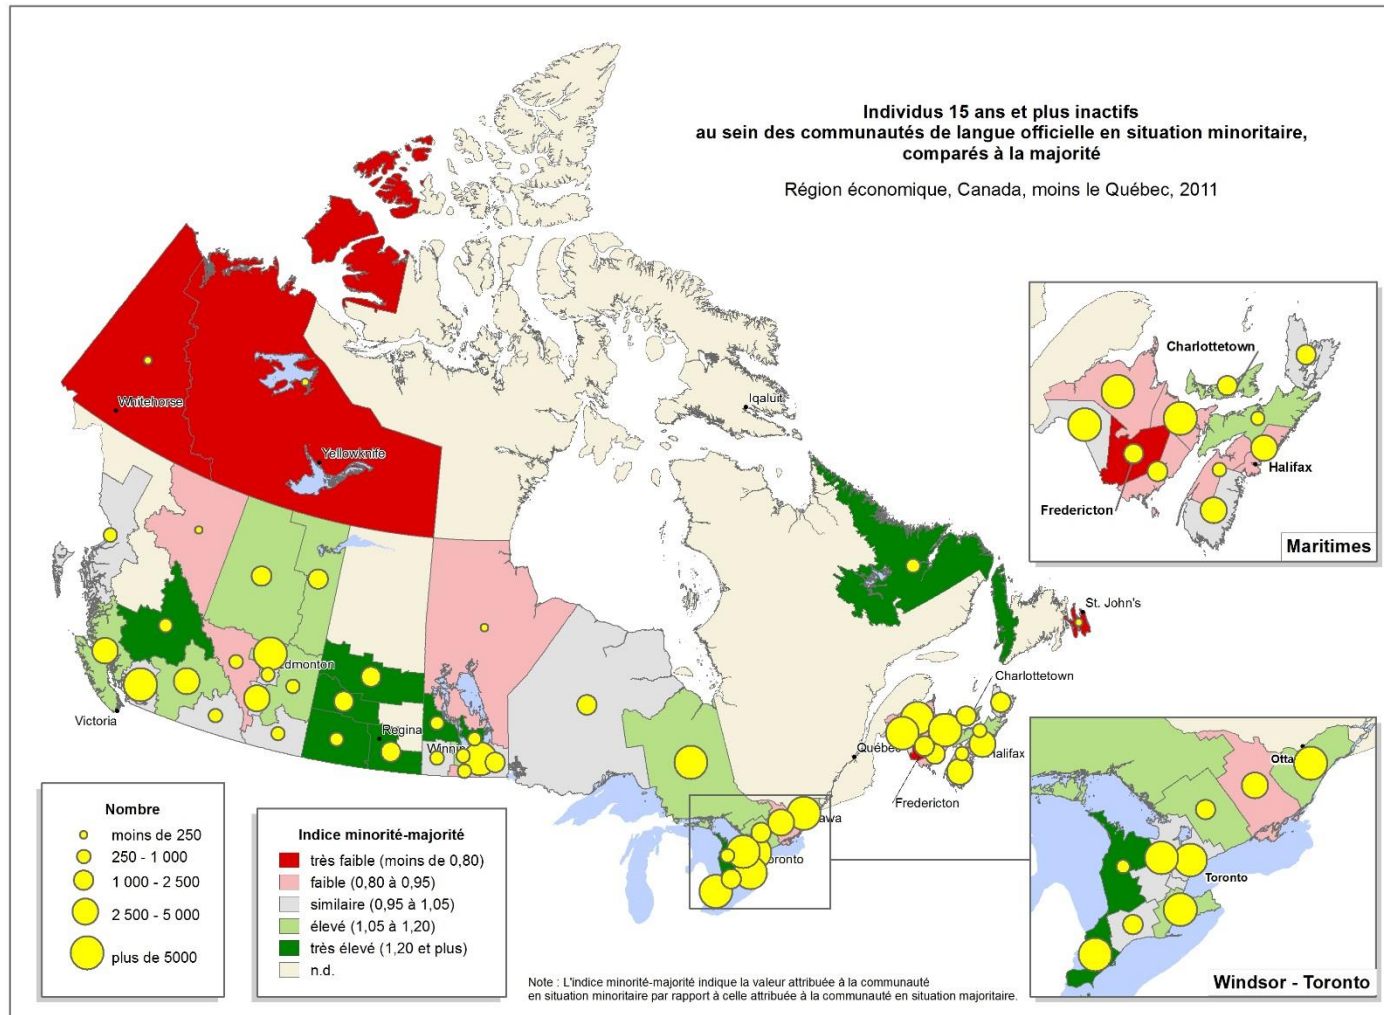 Individus 15 ans et plus inactifs
au sein des communautés de langue officielle en situation minoritaire,
comparés à la majorité
Région économique, Canada, moins le Québec, 2011
Charlottetown
Halifax
Fredericton
Maritimes
Whitehorse
Yellowknife
Iqaluit
St. John's
Edmonton
Charlottetown
Victoria
Regina
Winni
Québec
Halifax
Fredericton
Otta
Toronto
Windsor - Toronto
Nombre
moins de 250
250 - 1 000
1 000 - 2 500
2 500 - 5 000
plus de 5000
Indice minorité-majorité
très faible (moins de 0,80)
faible (0,80 à 0,95)
similaire (0,95 à 1,05)
élevé (1,05 à 1,20)
très élevé (1,20 et plus)
n.d.
Note : L'indice minorité-majorité indique la valeur attribuée à la communauté
en situation minoritaire par rapport à celle attribuée à la communauté en situation majoritaire.